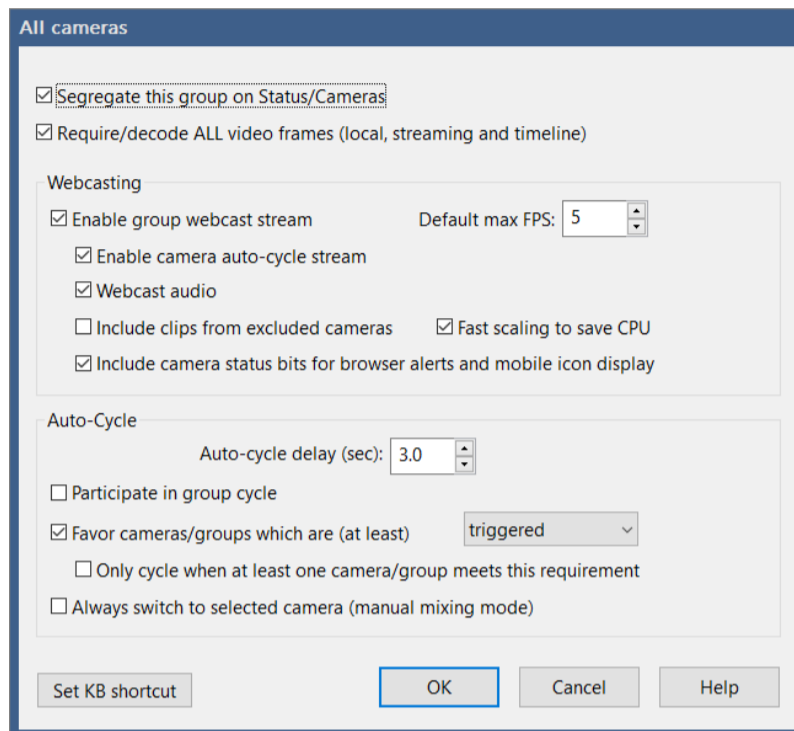 All cameras
Segregate this group on Status/Cameras
Require/decode ALL video frames (local, streaming and timeline)
Webcasting
Enable group webcast stream Default max FPS: 5
Enable camera auto-cycle stream
Webcast audio
Include clips from excluded cameras Fast scaling to save CPU
Include camera status bits for browser alerts and mobile icon display
Auto-Cycle
Auto-cycle delay (sec): 3.0
Participate in group cycle
Favor cameras/groups which are (at least) triggered
Only cycle when at least one camera/group meets this requirement
Always switch to selected camera (manual mixing mode)
Set KB shortcut OK Cancel Help